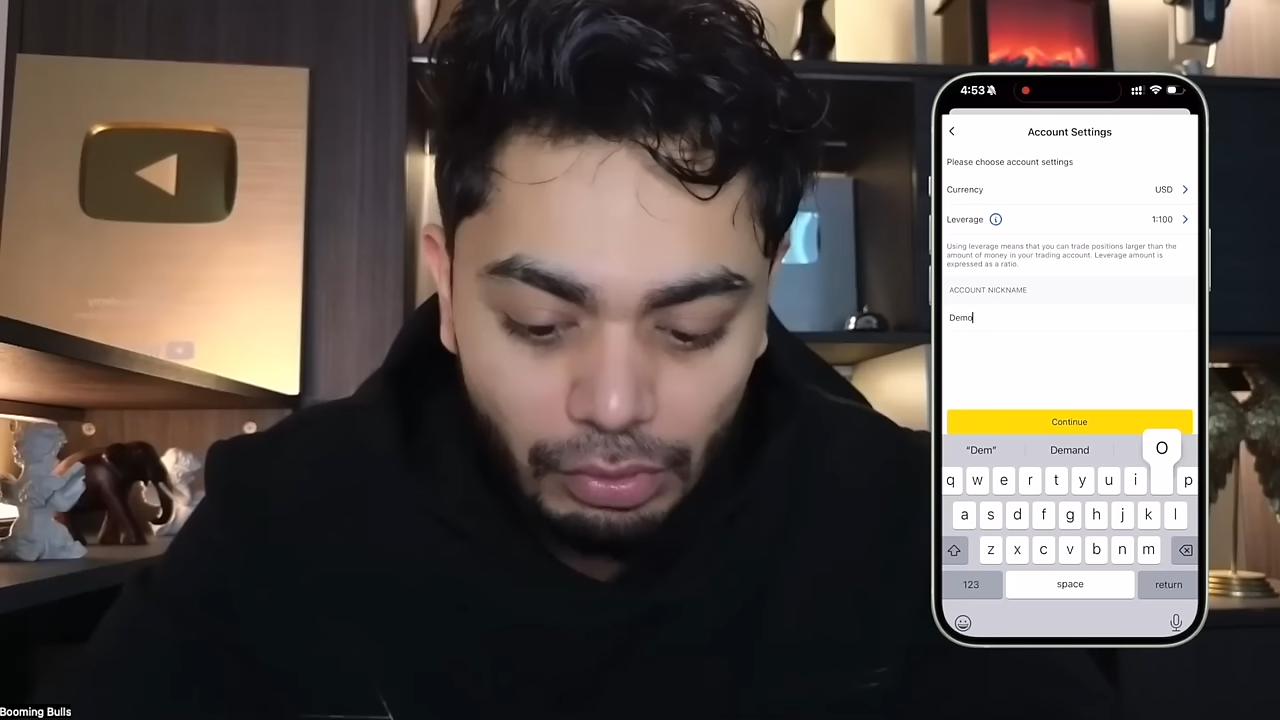 4:53
Account Settings
Please choose account settings
Currency USD
Leverage 1:100
Using leverage means that you can trade positions larger than the
amount of money in your trading account. Leverage amount is
expressed as a ratio.
ACCOUNT NICKNAME
Demo
Continue
“Dem” Demand
O
q w e r t y u i p
a s d f g h j k l
z x c v b n m
123 space return
Booming Bulls